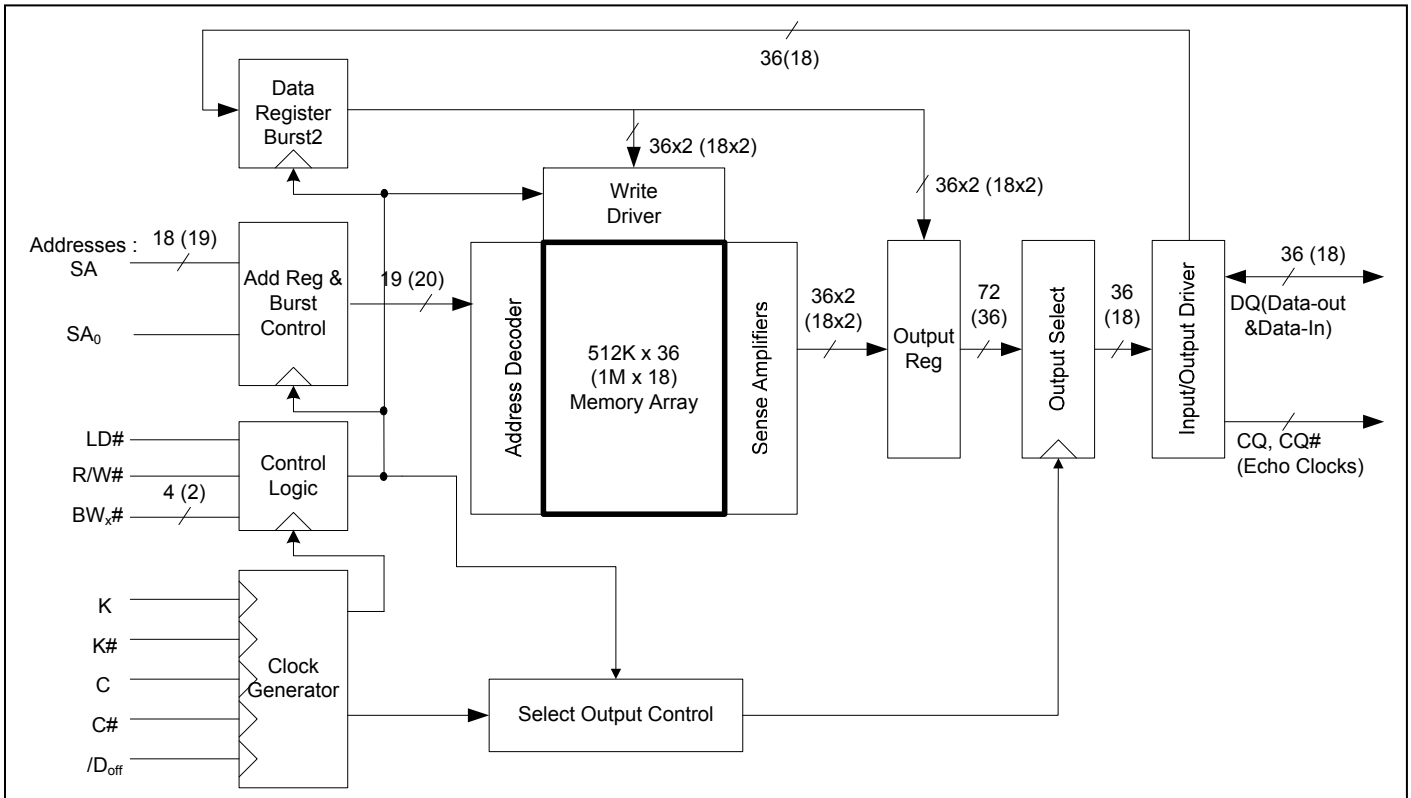 36(18)
Data
Register
Burst2
36x2 (18x2)
36x2 (18x2)
Write
Driver
Addresses :
SA
18 (19)
SA0
Add Reg &
Burst
Control
19 (20)
Address Decoder
512K x 36
(1M x 18)
Memory Array
Sense Amplifiers
36x2
(18x2)
Output
Reg
72
(36)
Output Select
36
(18)
Input/Output Driver
36 (18)
DQ(Data-out
&Data-In)
CQ, CQ#
(Echo Clocks)
LD#
R/W#
BWx#
4 (2)
Control
Logic
K
K#
C
C#
/Doff
Clock
Generator
Select Output Control